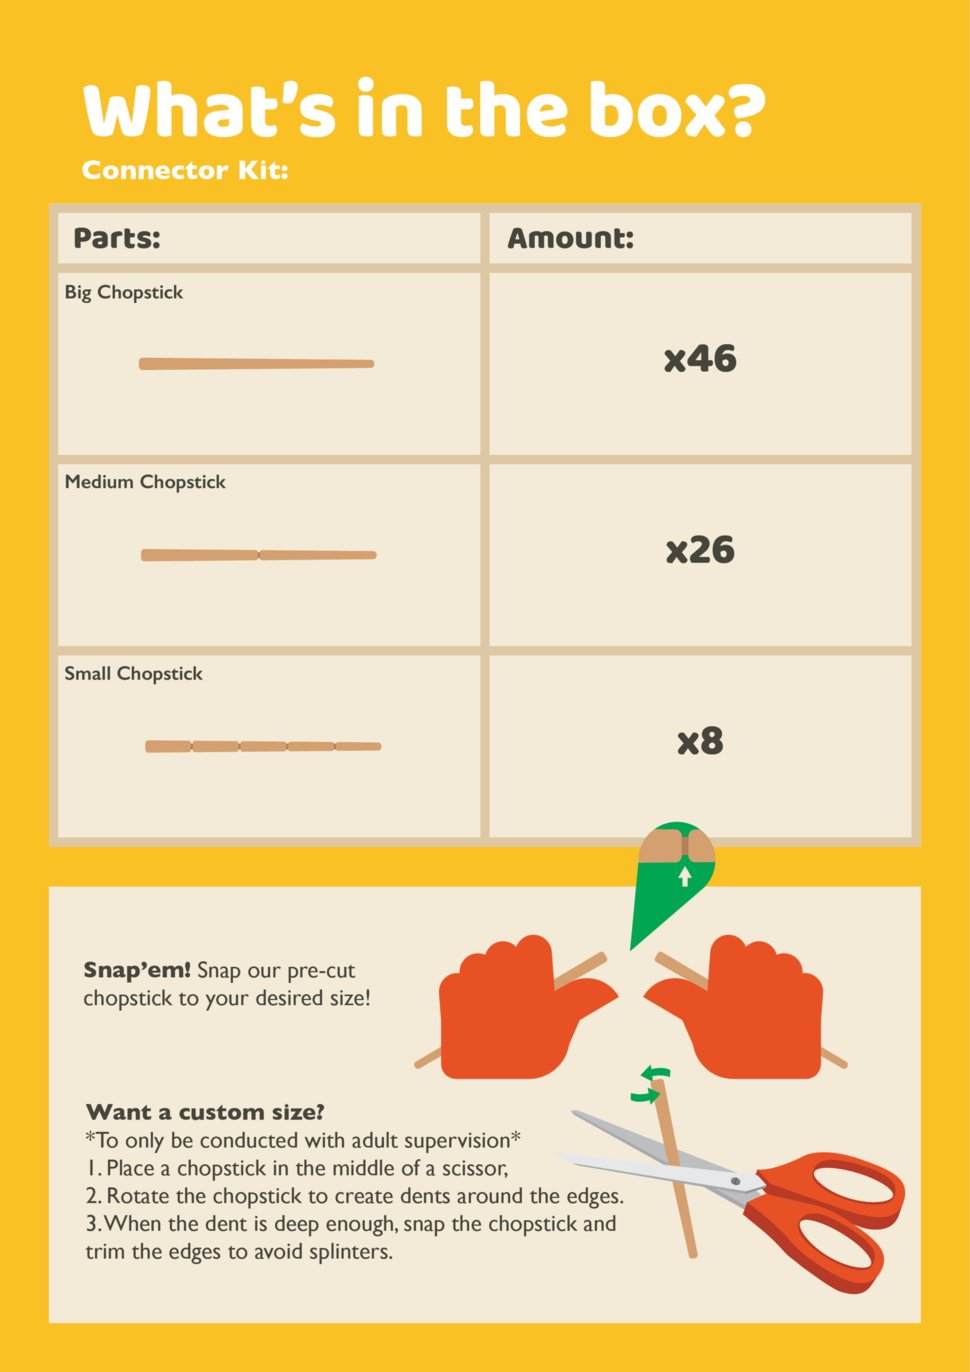 What's in the box?
Connector Kit:
Parts:
Amount:
Big Chopstick
x46
Medium Chopstick
x26
Small Chopstick
x8
Snap'em! Snap our pre-cut
chopstick to your desired size!
Want a custom size?
*To only be conducted with adult supervision*
1. Place a chopstick in the middle of a scissor,
2. Rotate the chopstick to create dents around the edges.
3. When the dent is deep enough, snap the chopstick and
trim the edges to avoid splinters.